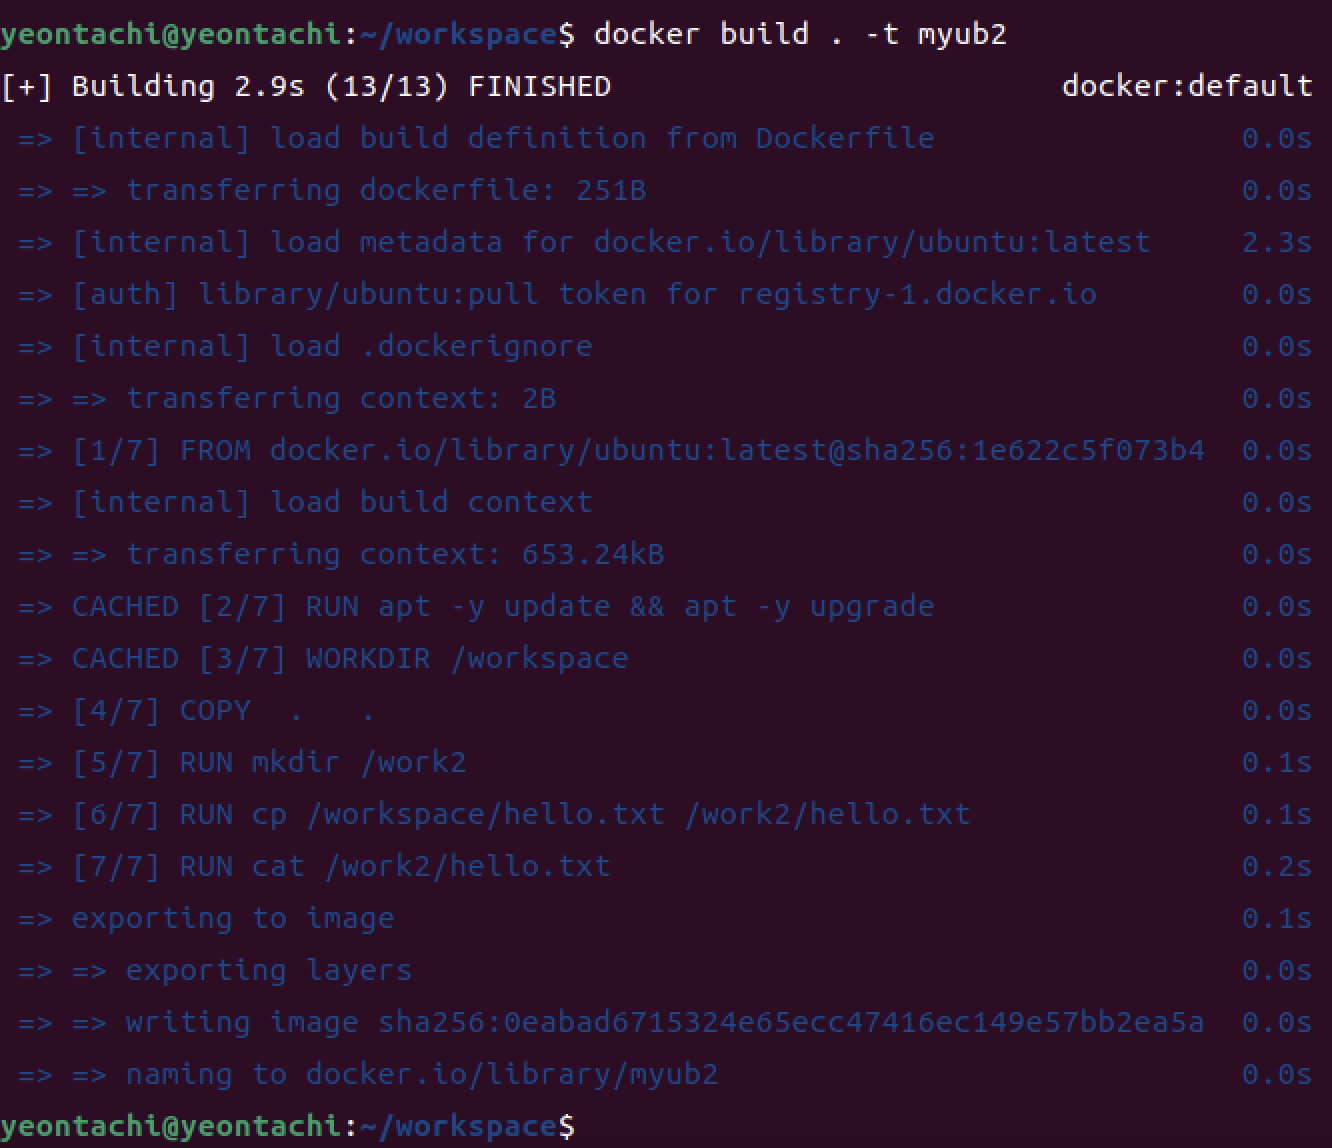 yeontachi@yeontachi:~/workspace$ docker build . -t myub2
[+] Building 2.9s (13/13) FINISHED docker:default
=> [internal] load build definition from Dockerfile 0.0s
=> => transferring dockerfile: 251B 0.0s
=> [internal] load metadata for docker.io/library/ubuntu:latest 2.3s
=> [auth] library/ubuntu:pull token for registry-1.docker.io 0.0s
=> [internal] load .dockerignore 0.0s
=> => transferring context: 2B 0.0s
=> [1/7] FROM docker.io/library/ubuntu:latest@sha256:1e622c5f073b4 0.0s
=> [internal] load build context 0.0s
=> => transferring context: 653.24kB 0.0s
=> CACHED [2/7] RUN apt -y update && apt -y upgrade 0.0s
=> CACHED [3/7] WORKDIR /workspace 0.0s
=> [4/7] COPY  .   . 0.0s
=> [5/7] RUN mkdir /work2 0.1s
=> [6/7] RUN cp /workspace/hello.txt /work2/hello.txt 0.1s
=> [7/7] RUN cat /work2/hello.txt 0.2s
=> exporting to image 0.1s
=> => exporting layers 0.0s
=> => writing image sha256:0eabad6715324e65ecc47416ec149e57bb2ea5a 0.0s
=> => naming to docker.io/library/myub2 0.0s
yeontachi@yeontachi:~/workspace$